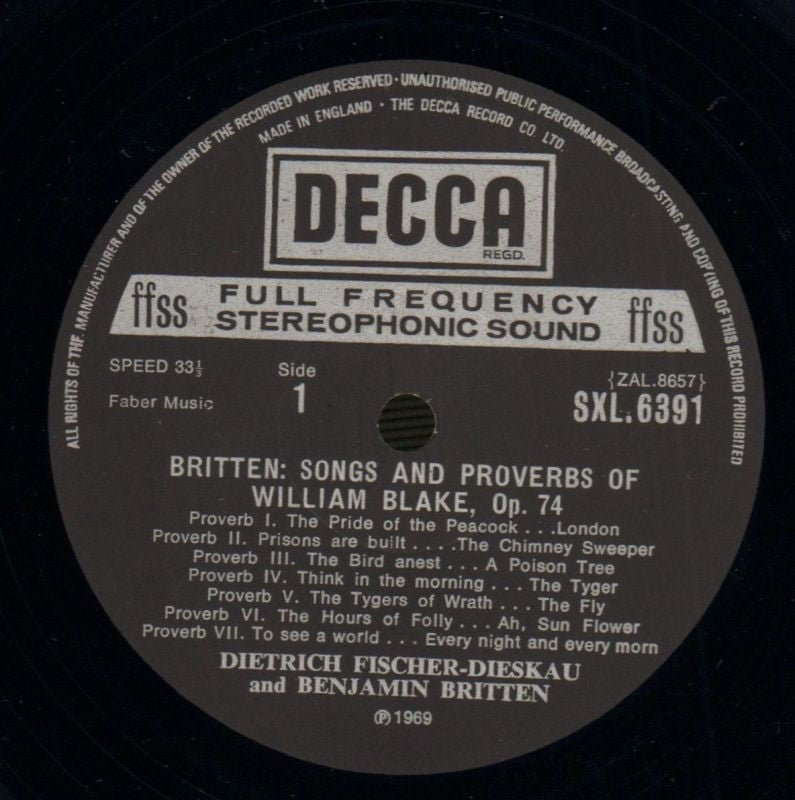 ALL RIGHTS OF THE MANUFACTURER AND OF THE OWNER OF THE RECORDED WORK RESERVED · UNAUTHORISED PUBLIC PERFORMANCE BROADCASTING AND COPYING OF THIS RECORD PROHIBITED
MADE IN ENGLAND · THE DECCA RECORD CO. LTD.
DECCA
REGD.
ffss FULL FREQUENCY STEREOPHONIC SOUND ffss
SPEED 33⅓
Side
1
{ZAL.8657}
Faber Music
SXL.6391
BRITTEN: SONGS AND PROVERBS OF
WILLIAM BLAKE, Op. 74
Proverb I. The Pride of the Peacock . . .London
Proverb II. Prisons are built . . . .The Chimney Sweeper
Proverb III. The Bird anest . . . A Poison Tree
Proverb IV. Think in the morning . . . The Tyger
Proverb V. The Tygers of Wrath . . . The Fly
Proverb VI. The Hours of Folly . . . Ah, Sun Flower
Proverb VII. To see a world . . . Every night and every morn
DIETRICH FISCHER-DIESKAU
and BENJAMIN BRITTEN
℗ 1969